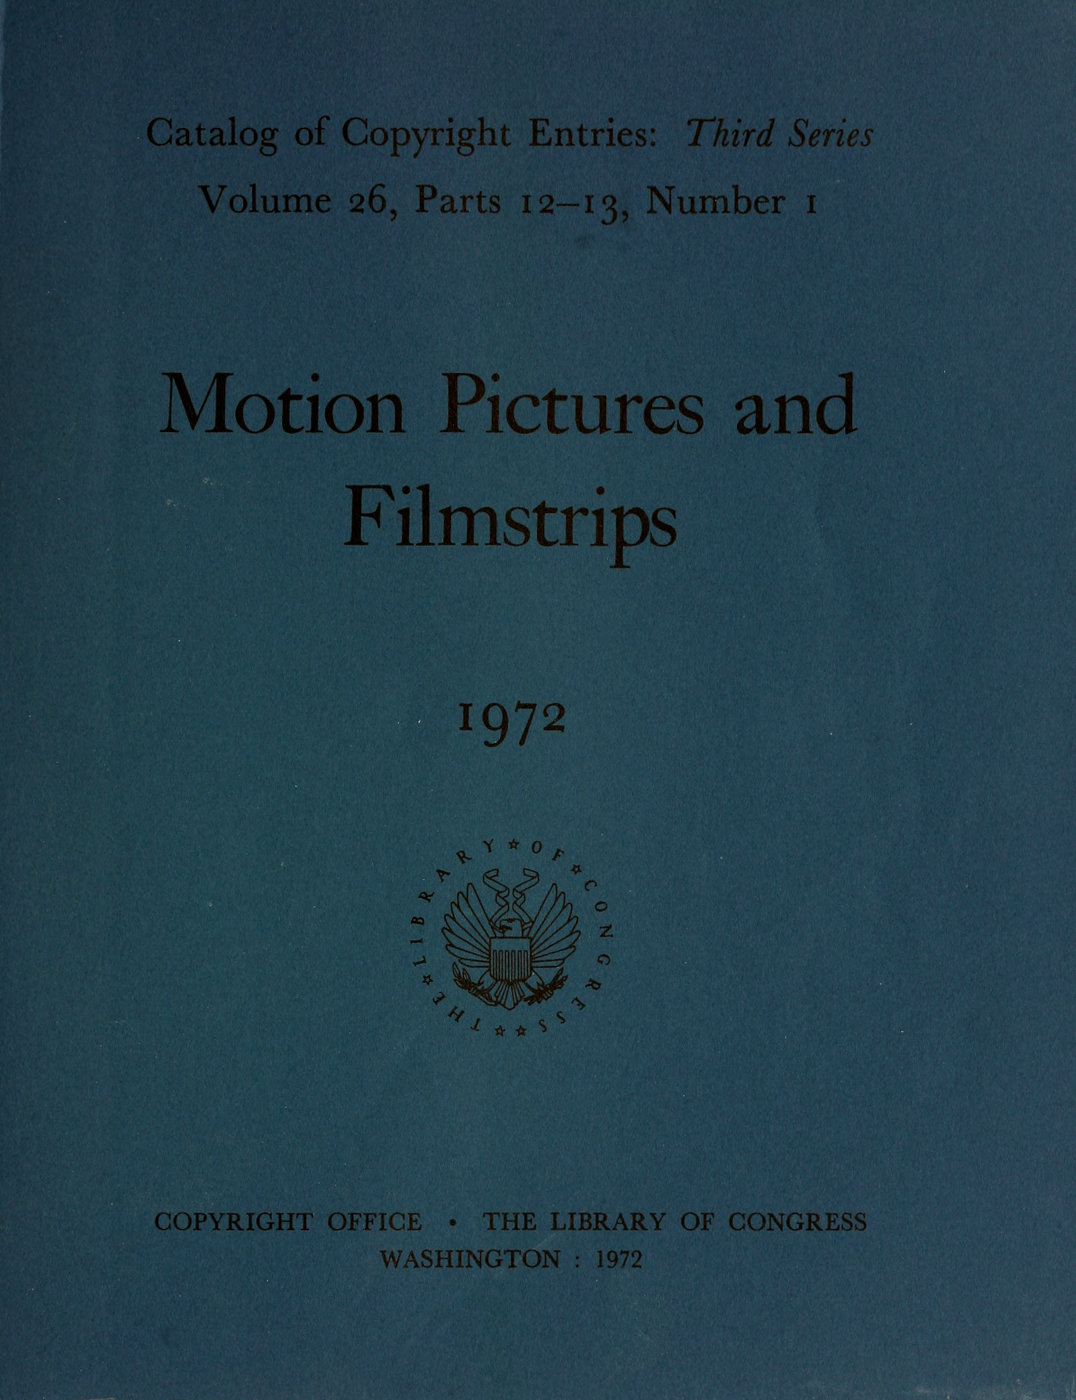 Catalog of Copyright Entries: Third Series
Volume 26, Parts 12–13, Number 1
Motion Pictures and
Filmstrips
1972
THE ★ LIBRARY ★ OF ★ CONGRESS ★ ★
COPYRIGHT OFFICE • THE LIBRARY OF CONGRESS
WASHINGTON : 1972